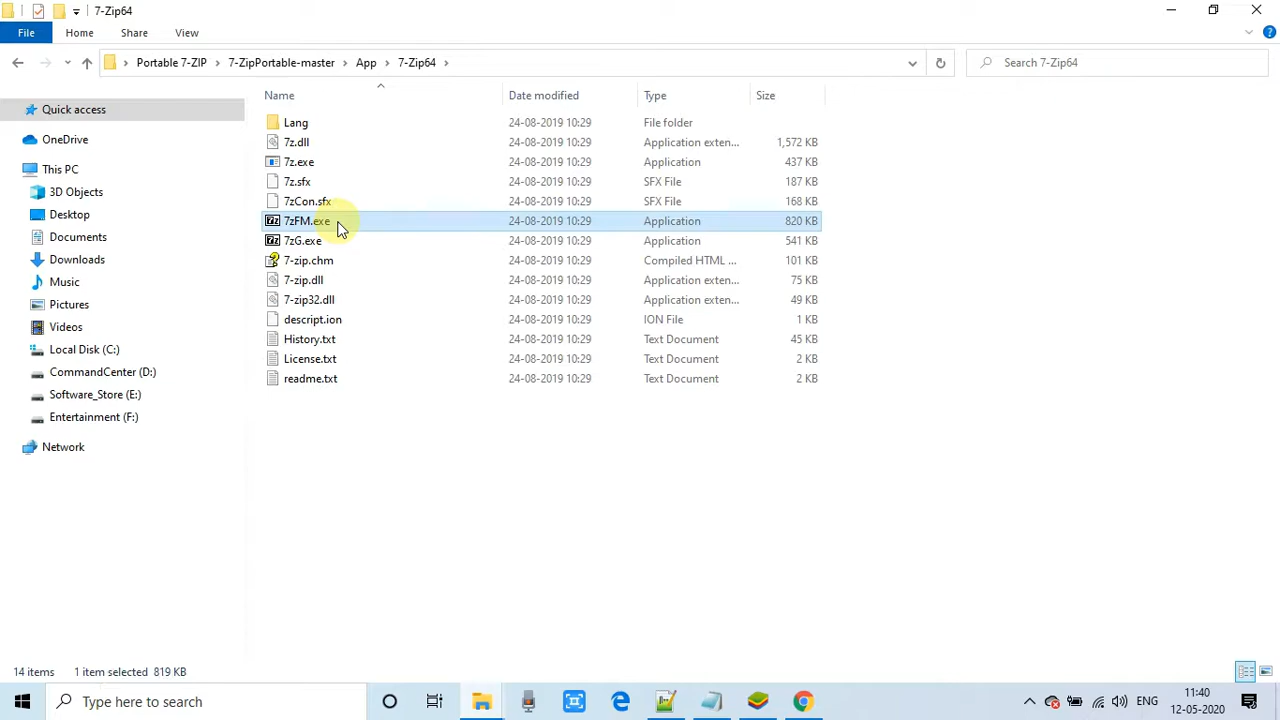 7-Zip64
File Home Share View
Portable 7-ZIP 7-ZipPortable-master App 7-Zip64 Search 7-Zip64
Name Date modified Type Size
Quick access
OneDrive
This PC
3D Objects
Desktop
Documents
Downloads
Music
Pictures
Videos
Local Disk (C:)
CommandCenter (D:)
Software_Store (E:)
Entertainment (F:)
Network
Lang 24-08-2019 10:29 File folder
7z.dll 24-08-2019 10:29 Application exten... 1,572 KB
7z.exe 24-08-2019 10:29 Application 437 KB
7z.sfx 24-08-2019 10:29 SFX File 187 KB
7zCon.sfx 24-08-2019 10:29 SFX File 168 KB
7zFM.exe 24-08-2019 10:29 Application 820 KB
7zG.exe 24-08-2019 10:29 Application 541 KB
7-zip.chm 24-08-2019 10:29 Compiled HTML ... 101 KB
7-zip.dll 24-08-2019 10:29 Application exten... 75 KB
7-zip32.dll 24-08-2019 10:29 Application exten... 49 KB
descript.ion 24-08-2019 10:29 ION File 1 KB
History.txt 24-08-2019 10:29 Text Document 45 KB
License.txt 24-08-2019 10:29 Text Document 2 KB
readme.txt 24-08-2019 10:29 Text Document 2 KB
14 items 1 item selected 819 KB
Type here to search
ENG
11:40
12-05-2020